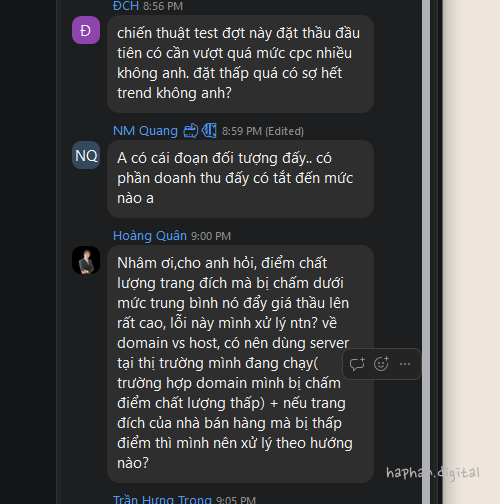 ĐCH 8:56 PM
Đ
chiến thuật test đợt này đặt thầu đầu
tiên có cần vượt quá mức cpc nhiều
không anh. đặt thấp quá có sợ hết
trend không anh?
NM Quang 8:59 PM (Edited)
NQ
A có cái đoạn đối tượng đấy.. có
phần doanh thu đấy có tắt đến mức
nào a
Hoàng Quân 9:00 PM
Nhâm ơi,cho anh hỏi, điểm chất
lượng trang đích mà bị chấm dưới
mức trung bình nó đẩy giá thầu lên
rất cao, lỗi này mình xử lý ntn? về
domain vs host, có nên dùng server
tại thị trường mình đang chạy(
trường hợp domain mình bị chấm
điểm chất lượng thấp) + nếu trang
đích của nhà bán hàng mà bị thấp
điểm thì mình nên xử lý theo hướng
nào?
haphan.digital
Trần Hưng Trọng 9:05 PM